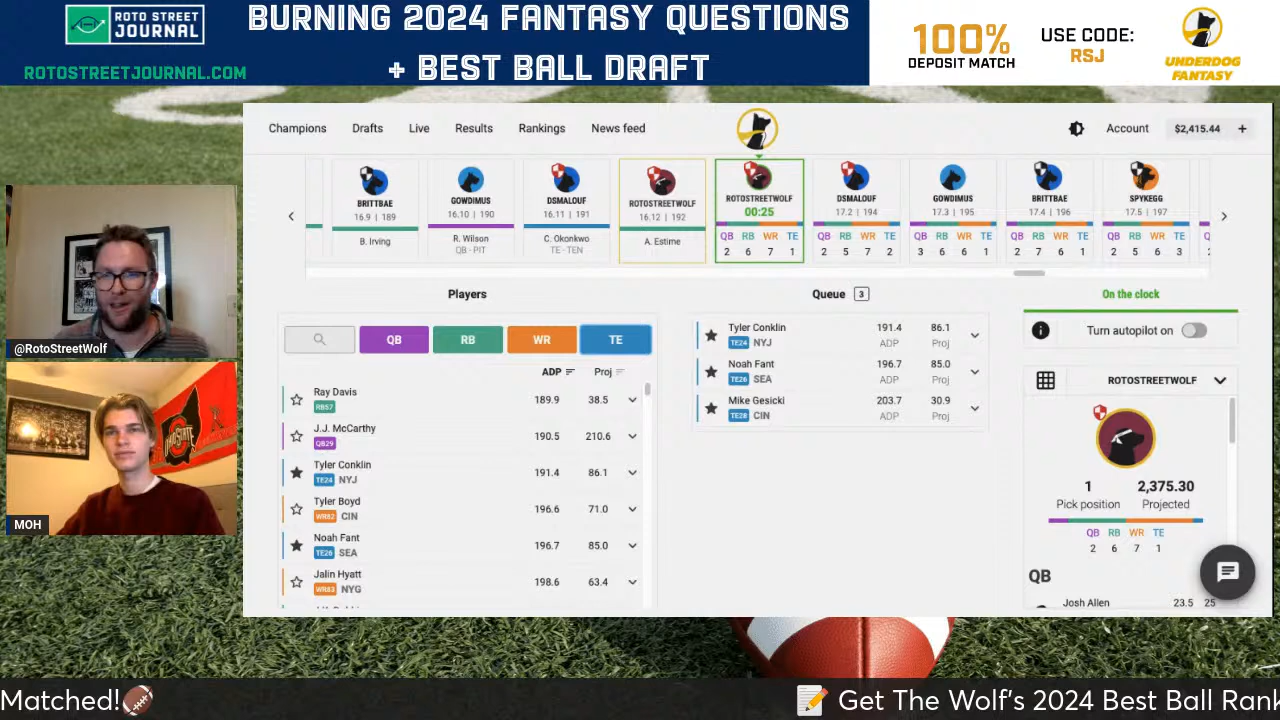 ROTO STREET
JOURNAL
ROTOSTREETJOURNAL.COM
BURNING 2024 FANTASY QUESTIONS
+ BEST BALL DRAFT
100%
DEPOSIT MATCH
USE CODE:
RSJ
UNDERDOG
FANTASY
Champions Drafts Live Results Rankings News feed Account $2,415.44 +
BRITTBAE
16.9 | 189
B. Irving
GOWDIMUS
16.10 | 190
R. Wilson
QB - PIT
DSMALOUF
16.11 | 191
C. Okonkwo
TE - TEN
ROTOSTREETWOLF
16.12 | 192
A. Estime
ROTOSTREETWOLF
00:25
QB RB WR TE
2 6 7 1
DSMALOUF
17.2 | 194
QB RB WR TE
2 5 7 2
GOWDIMUS
17.3 | 195
QB RB WR TE
3 6 6 1
BRITTBAE
17.4 | 196
QB RB WR TE
2 7 6 1
SPYKEGG
17.5 | 197
QB RB WR TE
2 5 6 3
Players
QB RB WR TE
ADP Proj
Ray Davis 189.9 38.5
RB57
J.J. McCarthy 190.5 210.6
QB29
Tyler Conklin 191.4 86.1
TE24 NYJ
Tyler Boyd 196.6 71.0
WR82 CIN
Noah Fant 196.7 85.0
TE26 SEA
Jalin Hyatt 198.6 63.4
WR83 NYG
Queue 3
Tyler Conklin 191.4 86.1
TE24 NYJ ADP Proj
Noah Fant 196.7 85.0
TE26 SEA ADP Proj
Mike Gesicki 203.7 30.9
TE28 CIN ADP Proj
On the clock
Turn autopilot on
ROTOSTREETWOLF
1 2,375.30
Pick position Projected
QB RB WR TE
2 6 7 1
QB
Josh Allen 23.5 25
@RotoStreetWolf
MOH
Matched!🏈 📝 Get The Wolf's 2024 Best Ball Rank